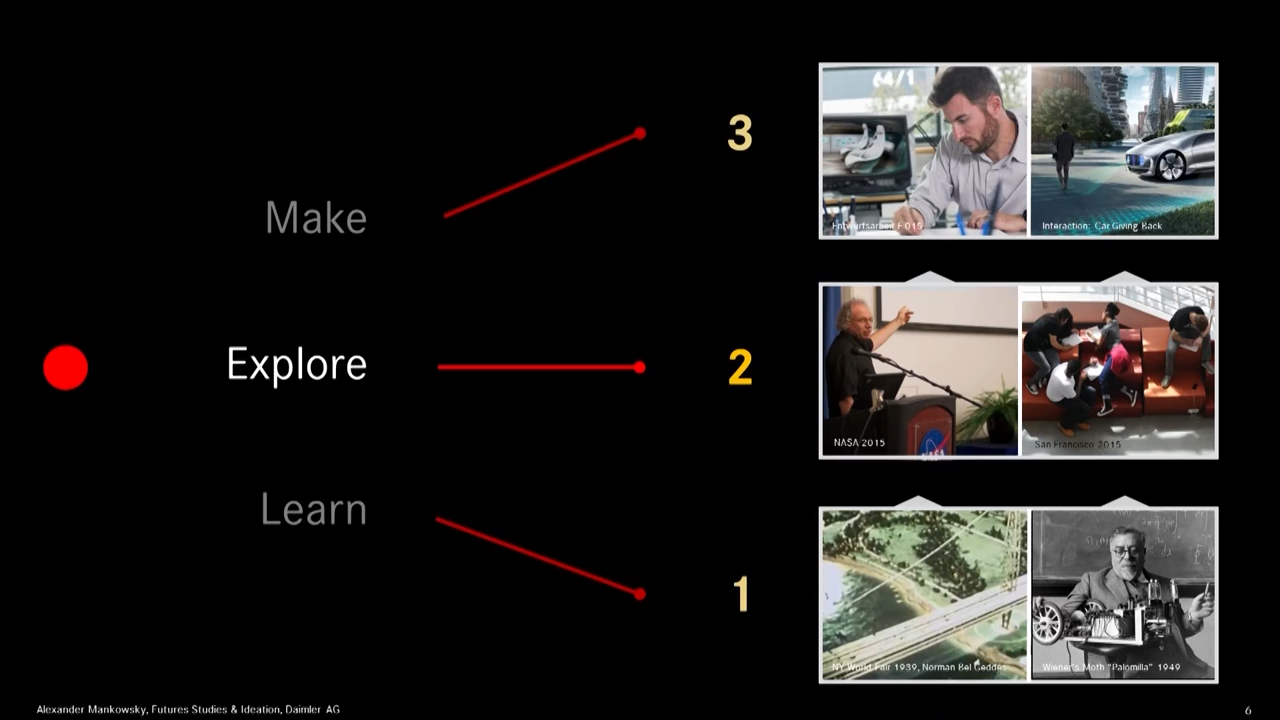 3
Make
Entwurfsarbeit F 015
Interaction: Car Giving Back
Explore
2
NASA 2015
San Francisco 2015
NASA
Learn
1
NY World Fair 1939, Norman Bel Geddes
Wiener's Moth "Palomilla" 1949
Alexander Mankowsky, Futures Studies & Ideation, Daimler AG
6